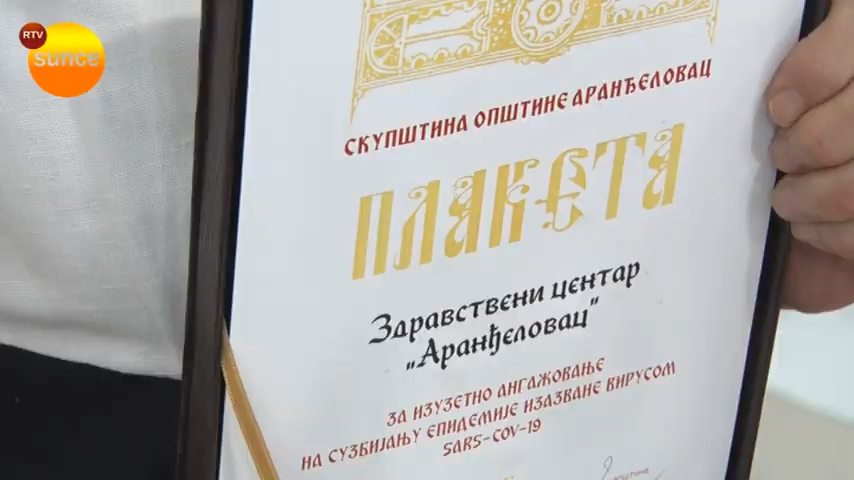 RTV
sunce
СКУПШТИНА ОПШТИНЕ АРАНЂЕЛОВАЦ
ПЛАКЕТА
Здравствени центар
„Аранђеловац”
ЗА ИЗУЗЕТНО АНГАЖОВАЊЕ
НА СУЗБИЈАЊУ ЕПИДЕМИЈЕ ИЗАЗВАНЕ ВИРУСОМ
SARS-COV-19